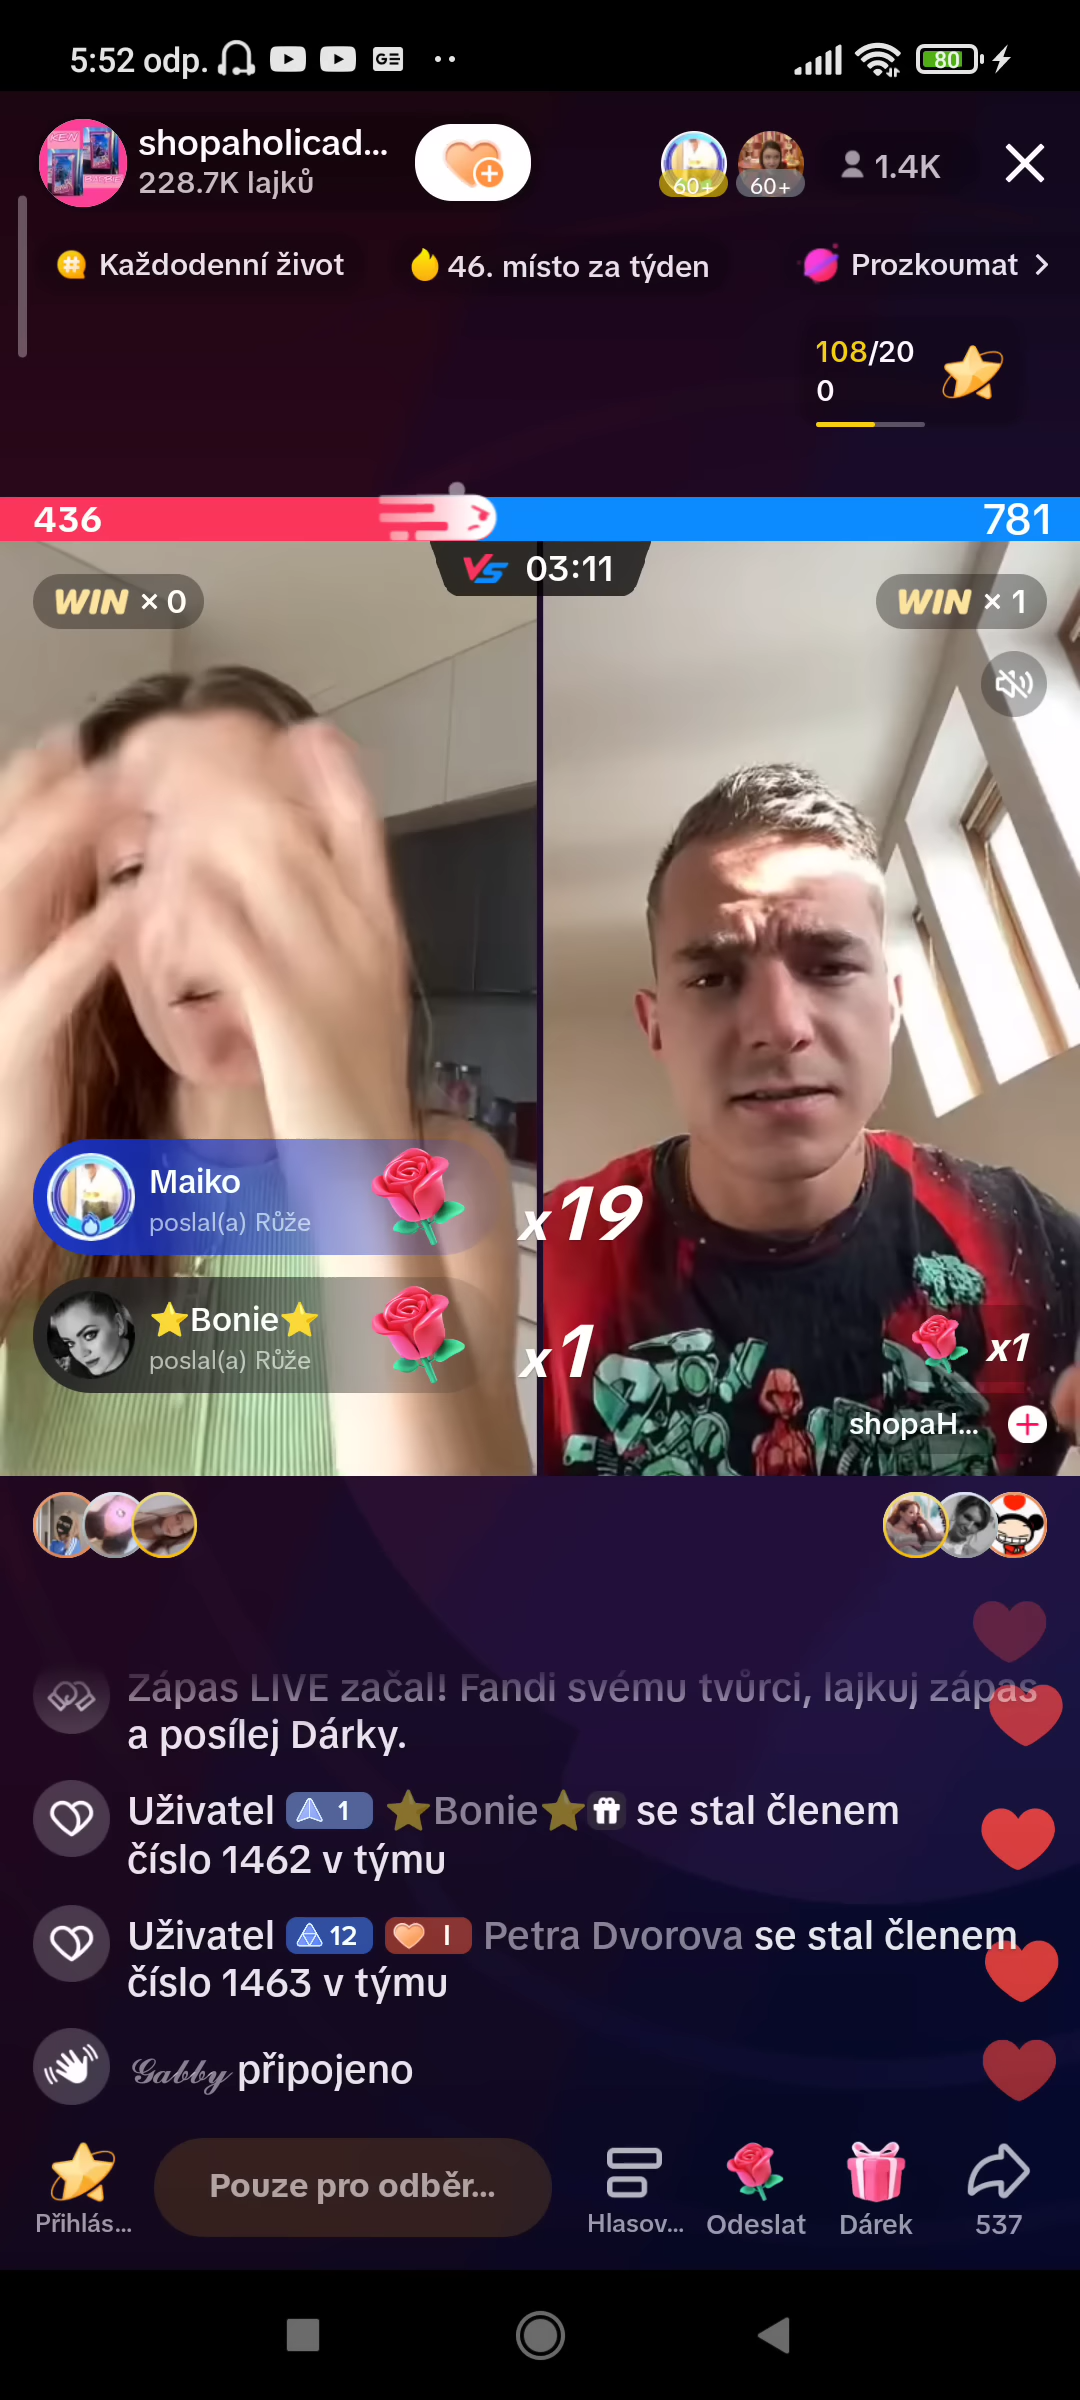 5:52 odp.
80
shopaholicad...
228.7K lajků
60+
60+
1.4K
Každodenní život
46. místo za týden
Prozkoumat
108/20
0
436
781
VS 03:11
WIN × 0
WIN × 1
Maiko
poslal(a) Růže
x19
⭐Bonie⭐
poslal(a) Růže
x1
x1
shopaH...
Zápas LIVE začal! Fandi svému tvůrci, lajkuj zápas
a posílej Dárky.
Uživatel 1 ⭐Bonie⭐ se stal členem
číslo 1462 v týmu
Uživatel 12 I Petra Dvorova se stal členem
číslo 1463 v týmu
𝒢𝒶𝒷𝒷𝓎 připojeno
Přihlás...
Pouze pro odběr...
Hlasov...
Odeslat
Dárek
537